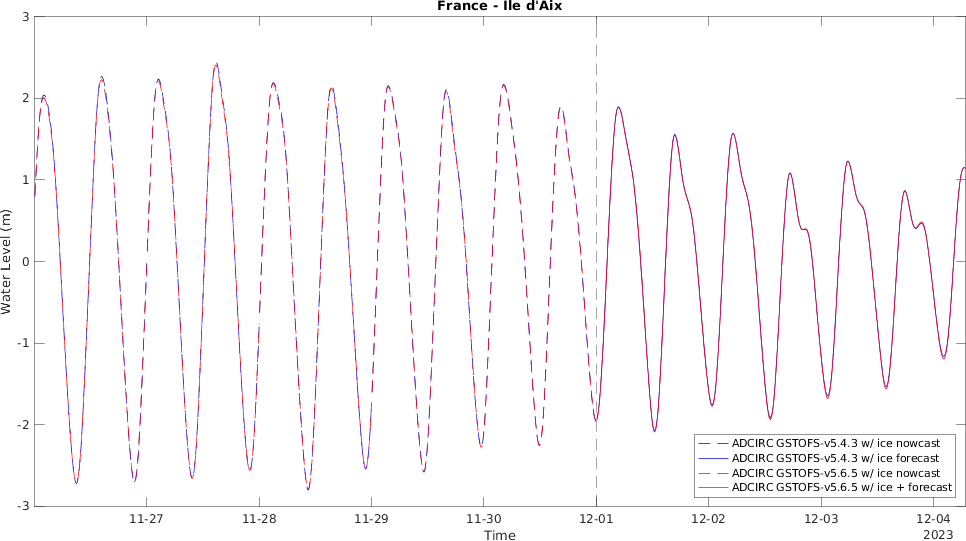 France - Ile d'Aix
3
2
1
0
-1
-2
-3
Water Level (m)
11-27
11-28
11-29
11-30
12-01
12-02
12-03
12-04
Time
2023
ADCIRC GSTOFS-v5.4.3 w/ ice nowcast
ADCIRC GSTOFS-v5.4.3 w/ ice forecast
ADCIRC GSTOFS-v5.6.5 w/ ice nowcast
ADCIRC GSTOFS-v5.6.5 w/ ice + forecast